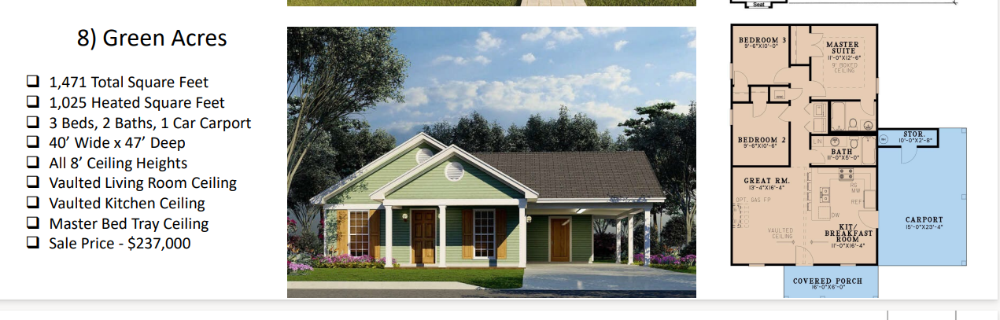 Seat
8) Green Acres
1,471 Total Square Feet
1,025 Heated Square Feet
3 Beds, 2 Baths, 1 Car Carport
40’ Wide x 47’ Deep
All 8’ Ceiling Heights
Vaulted Living Room Ceiling
Vaulted Kitchen Ceiling
Master Bed Tray Ceiling
Sale Price - $237,000
BEDROOM 3
9'-6"X10'-0"
MASTER
SUITE
11'-0"X12'-6"
9' BOXED
CEILING
BEDROOM 2
9'-6"X10'-6"
LIN
BATH
11'-0"X5'-0"
STOR.
10'-0"X2'-8"
WH
GREAT RM.
13'-4"X16'-4"
OPT. GAS FP
RG
MW
REF
DW
VAULTED
CEILING
KIT/
BREAKFAST
ROOM
11'-0"X16'-4"
CARPORT
15'-0"X23'-4"
COVERED PORCH
16'-0"X6'-0"